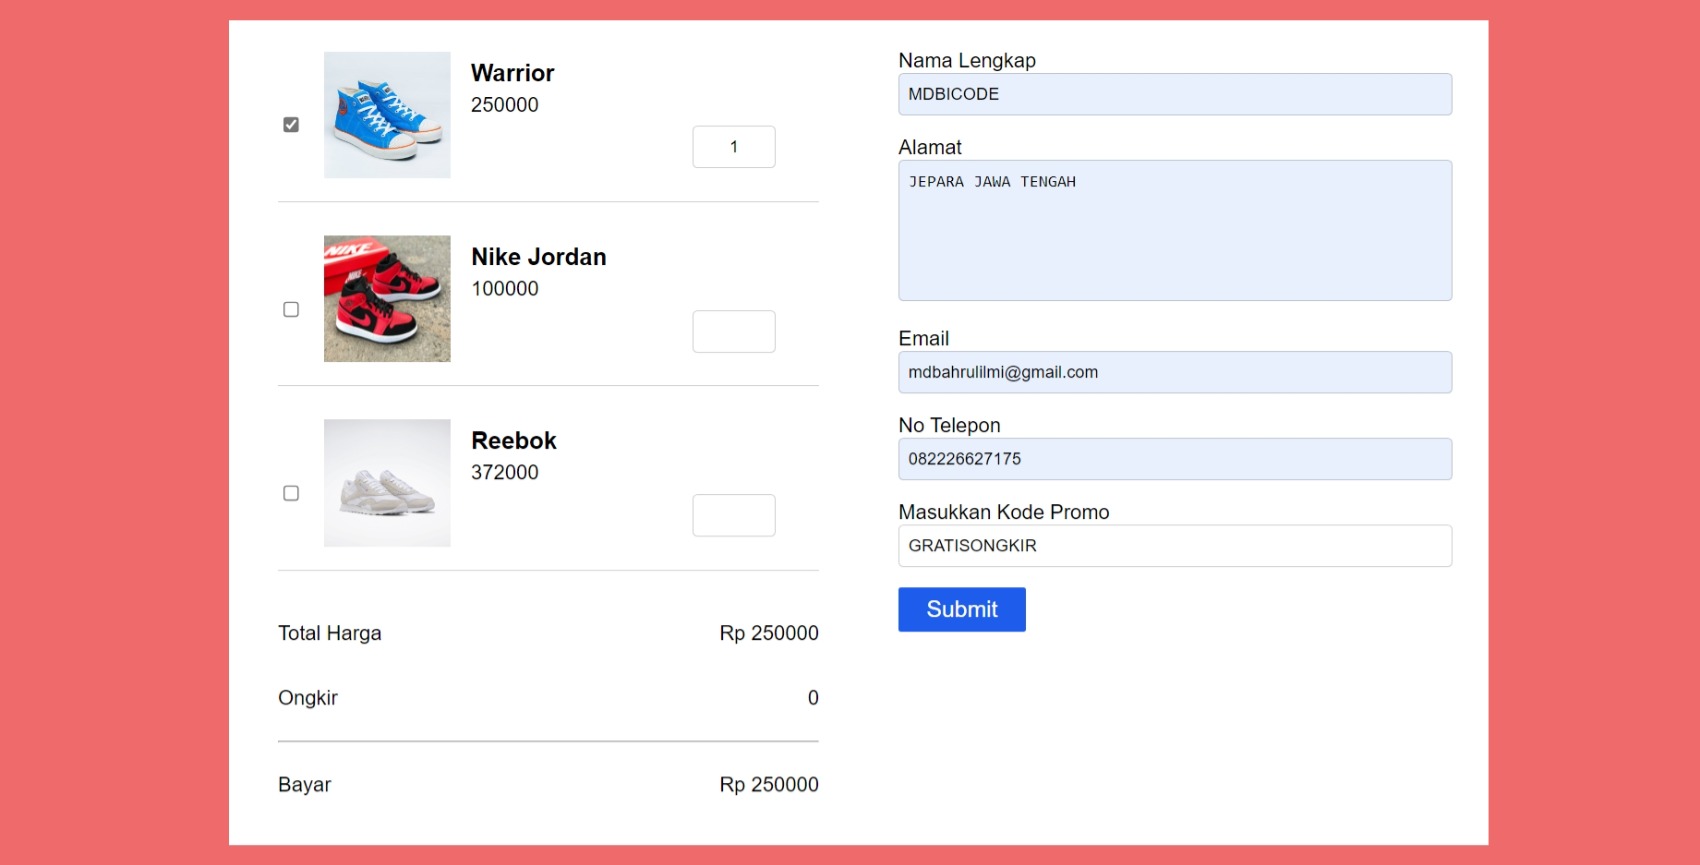 Warrior
250000
1
NIKE
Nike Jordan
100000
Reebok
372000
Total Harga Rp 250000
Ongkir 0
Bayar Rp 250000
Nama Lengkap
MDBICODE
Alamat
JEPARA JAWA TENGAH
Email
mdbahrulilmi@gmail.com
No Telepon
082226627175
Masukkan Kode Promo
GRATISONGKIR
Submit